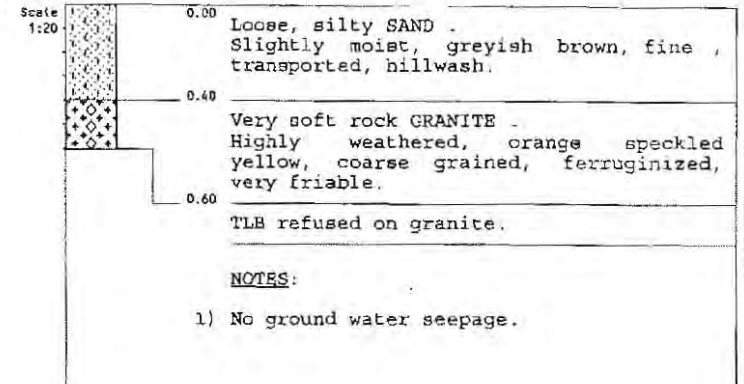 Scale
1:20
0.00
Loose, silty SAND .
Slightly moist, greyish brown, fine ,
transported, hillwash.
0.40
Very soft rock GRANITE .
Highly weathered, orange speckled
yellow, coarse grained, ferruginized,
very friable.
0.60
TLB refused on granite.
NOTES:
1) No ground water seepage.